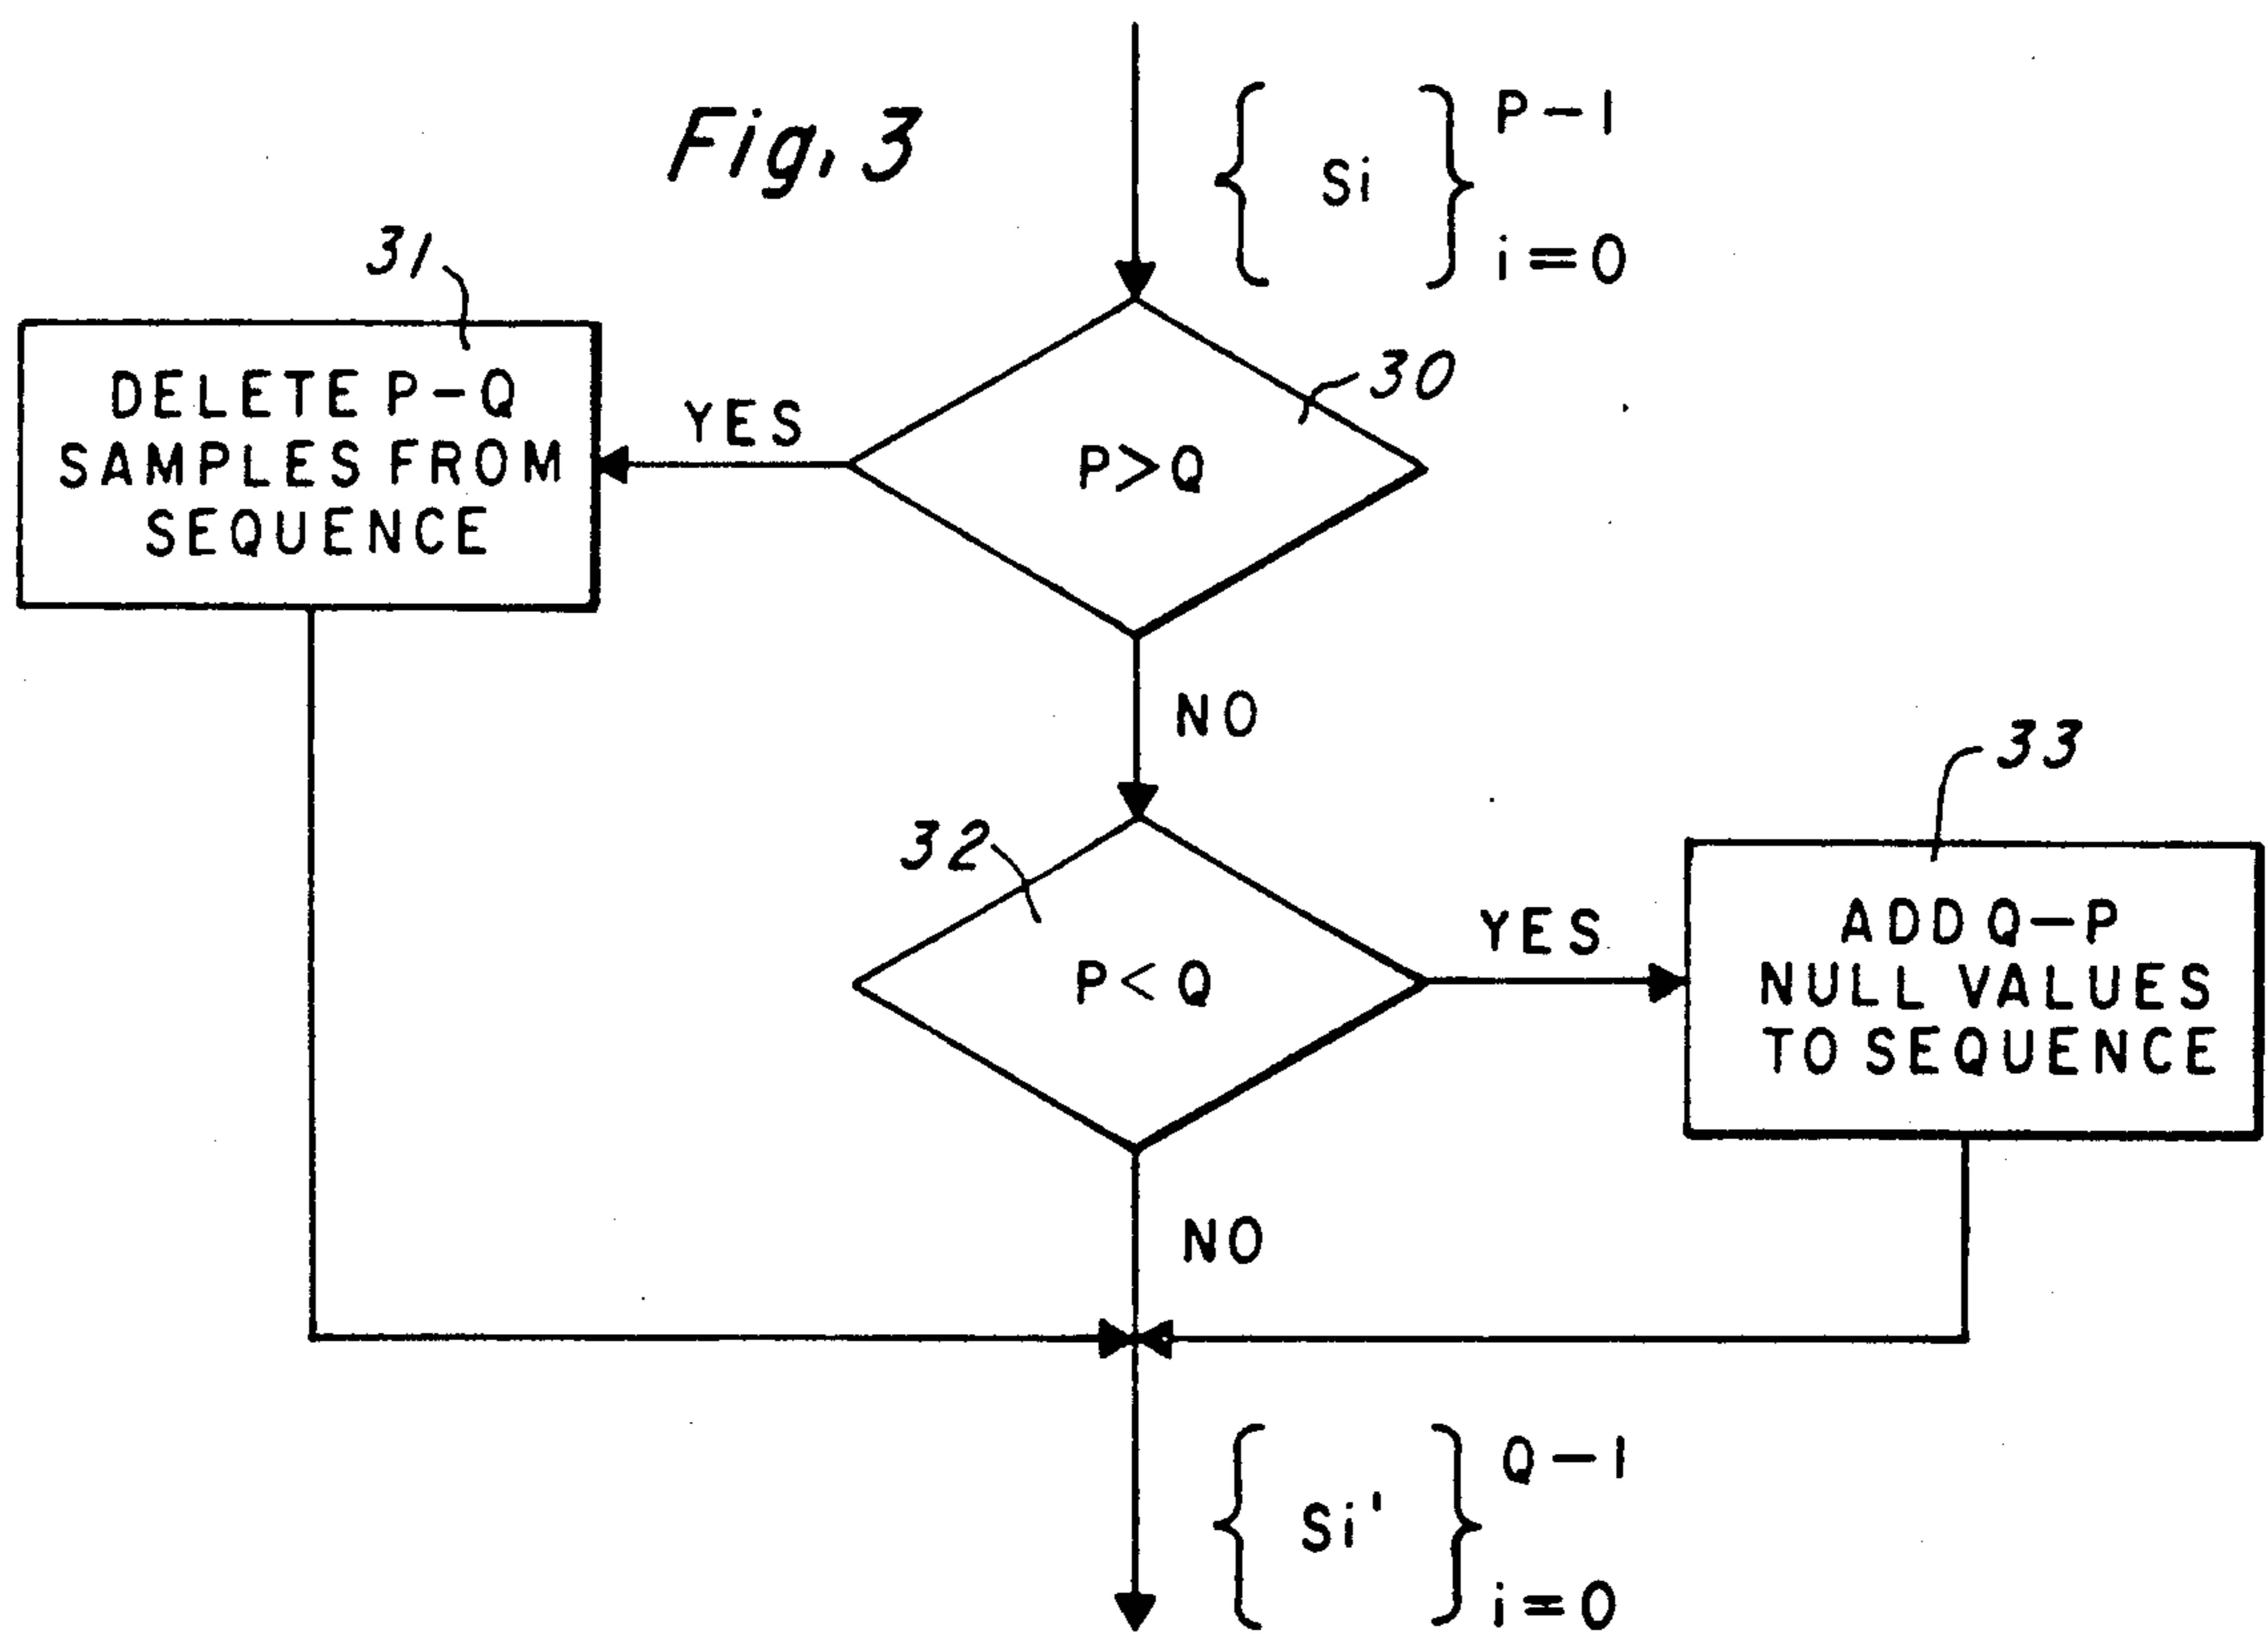 Fig. 3
{ Si } P-1 i=0
31
30
DELETE P-Q
SAMPLES FROM
SEQUENCE
YES
P>Q
NO
33
32
P<Q
YES
ADD Q-P
NULL VALUES
TO SEQUENCE
NO
{ Si' } Q-1 i=0